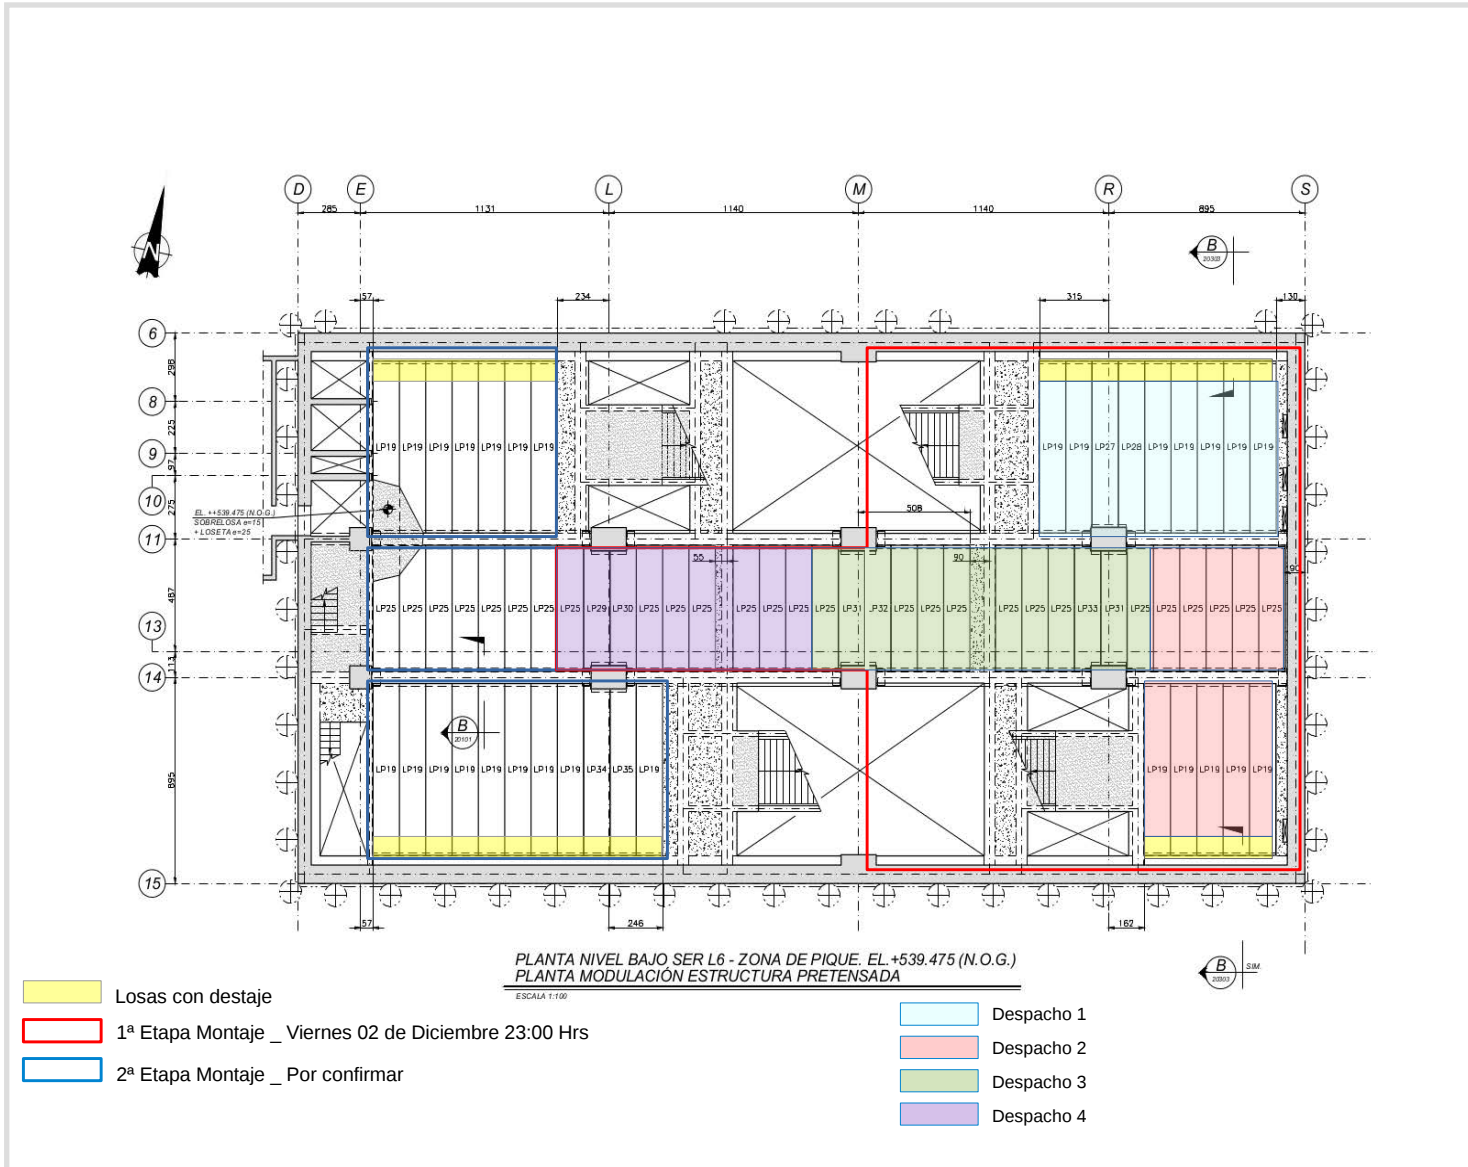 D E L M R S
285 1131 1140 1140 895
B
20303
N
57 234 315 130
6
298
8
225
9
97
10
275
11
487
13
113
14
895
15
LP19 LP19 LP19 LP19 LP19 LP19 LP19
LP19 LP19 LP27 LP28 LP19 LP19 LP19 LP19 LP19
EL. ++539.475 (N.O.G.)
SOBRELOSA e=15
+ LOSETA e=25
508
55 90 90
LP25 LP25 LP25 LP25 LP25 LP25 LP25 LP25 LP29 LP30 LP25 LP25 LP25 LP25 LP25 LP25 LP25 LP31 LP32 LP25 LP25 LP25 LP25 LP25 LP25 LP33 LP31 LP25 LP25 LP25 LP25 LP25 LP25
B
20101
LP19 LP19 LP19 LP19 LP19 LP19 LP19 LP19 LP34 LP35 LP19
LP19 LP19 LP19 LP19 LP19
57 246 162
PLANTA NIVEL BAJO SER L6 - ZONA DE PIQUE. EL.+539.475 (N.O.G.)
PLANTA MODULACIÓN ESTRUCTURA PRETENSADA
ESCALA 1:100
B
20303
SIM.
Losas con destaje
1ª Etapa Montaje _ Viernes 02 de Diciembre 23:00 Hrs
2ª Etapa Montaje _ Por confirmar
Despacho 1
Despacho 2
Despacho 3
Despacho 4